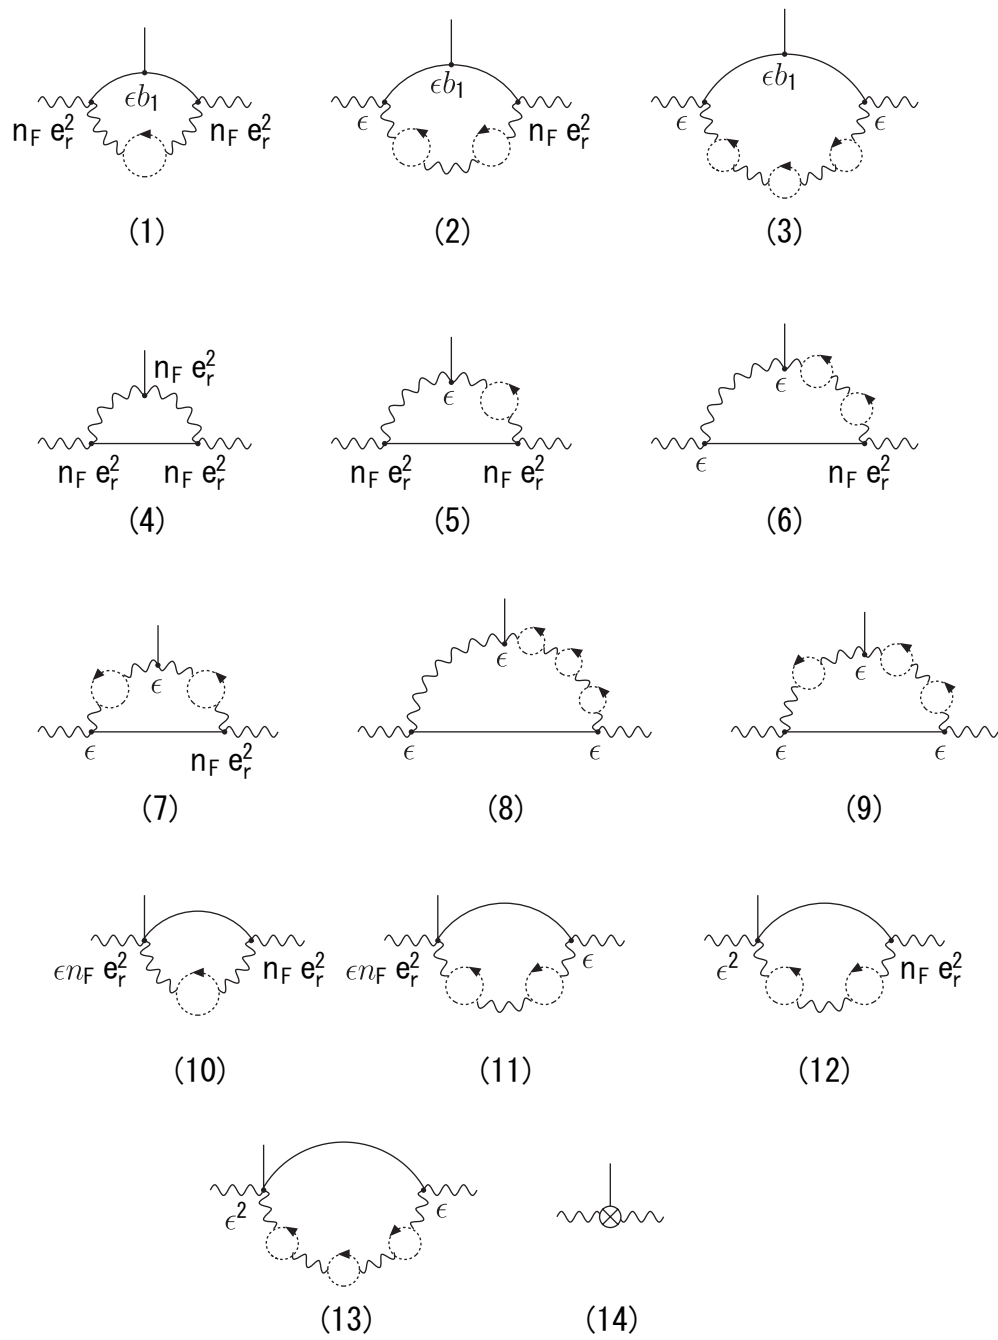 ϵb₁
n_F e_r² n_F e_r²
(1)
ϵb₁
ϵ n_F e_r²
(2)
ϵb₁
ϵ ϵ
(3)
n_F e_r²
n_F e_r² n_F e_r²
(4)
ϵ
n_F e_r² n_F e_r²
(5)
ϵ
ϵ n_F e_r²
(6)
ϵ
ϵ n_F e_r²
(7)
ϵ
ϵ ϵ
(8)
ϵ
ϵ ϵ
(9)
ϵn_F e_r² n_F e_r²
(10)
ϵn_F e_r² ϵ
(11)
ϵ² n_F e_r²
(12)
ϵ² ϵ
(13)
(14)